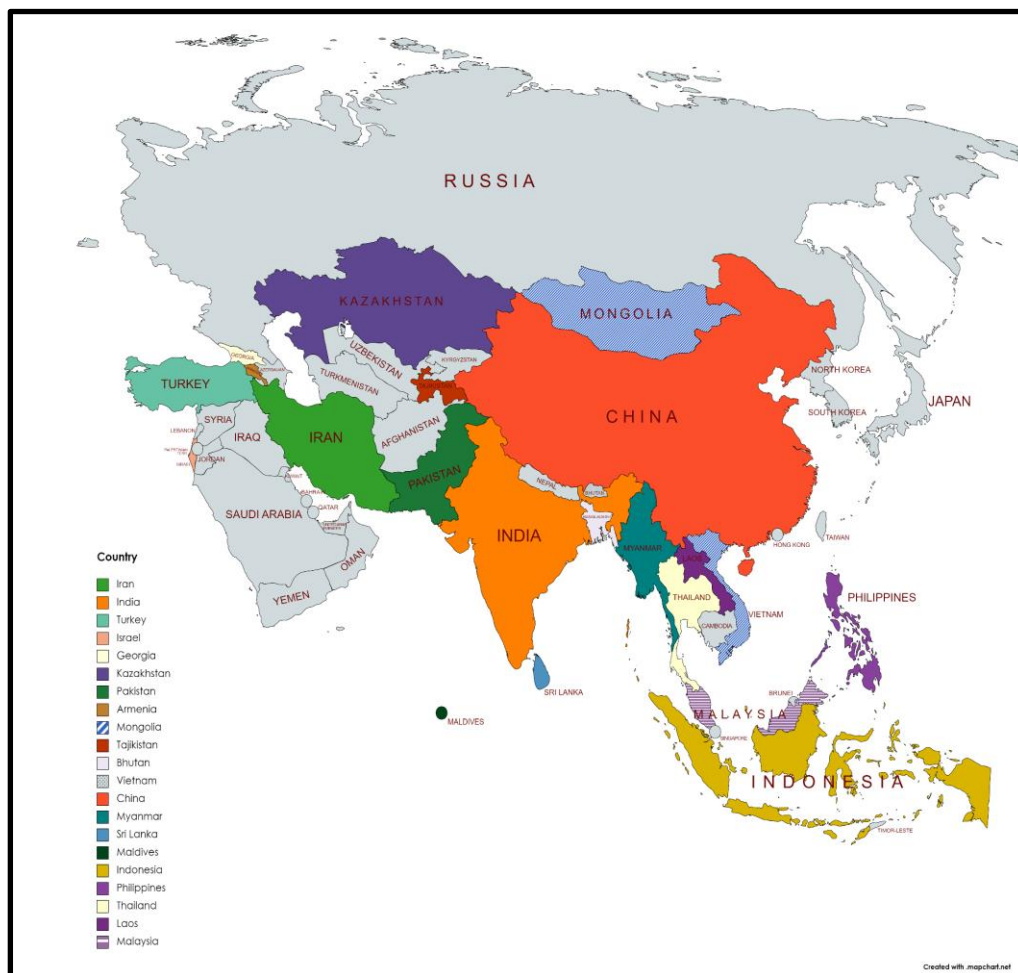 RUSSIA
KAZAKHSTAN
MONGOLIA
UZBEKISTAN
KYRGYZSTAN
GEORGIA
TURKMENISTAN
TURKEY
NORTH KOREA
SOUTH KOREA
JAPAN
CHINA
SYRIA
LEBANON
IRAQ
IRAN
AFGHANISTAN
JORDAN
PAKISTAN
KUWAIT
NEPAL
BHUTAN
BAHRAIN
QATAR
SAUDI ARABIA
INDIA
OMAN
YEMEN
MYANMAR
LAOS
HONG KONG
TAIWAN
THAILAND
VIETNAM
CAMBODIA
PHILIPPINES
SRI LANKA
MALDIVES
BRUNEI
MALAYSIA
SINGAPORE
INDONESIA
TIMOR-LESTE
Country
Iran
India
Turkey
Israel
Georgia
Kazakhstan
Pakistan
Armenia
Mongolia
Tajikistan
Bhutan
Vietnam
China
Myanmar
Sri Lanka
Maldives
Indonesia
Philippines
Thailand
Laos
Malaysia
Created with .mapchart.net